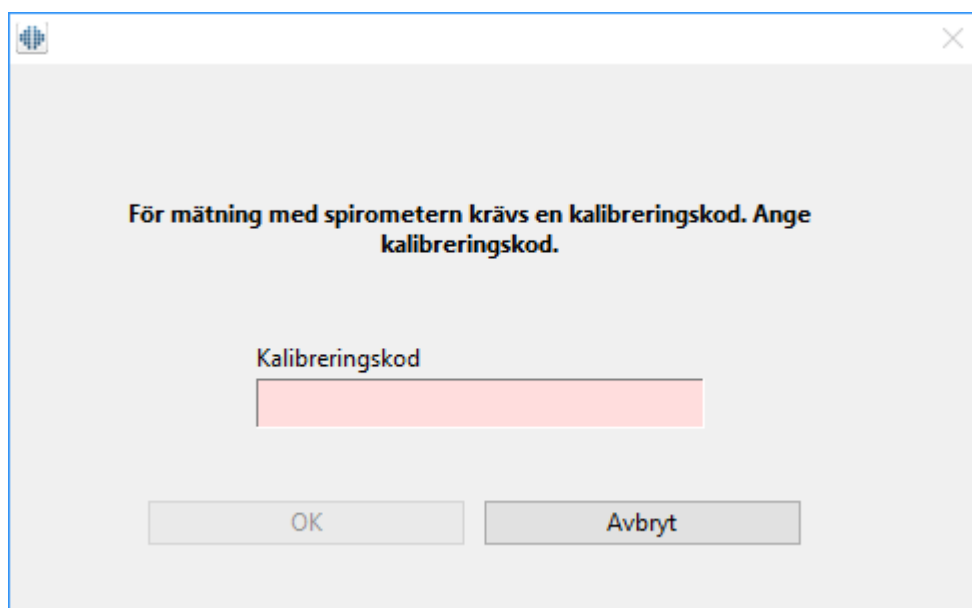 För mätning med spirometern krävs en kalibreringskod. Ange
kalibreringskod.
Kalibreringskod
OK
Avbryt